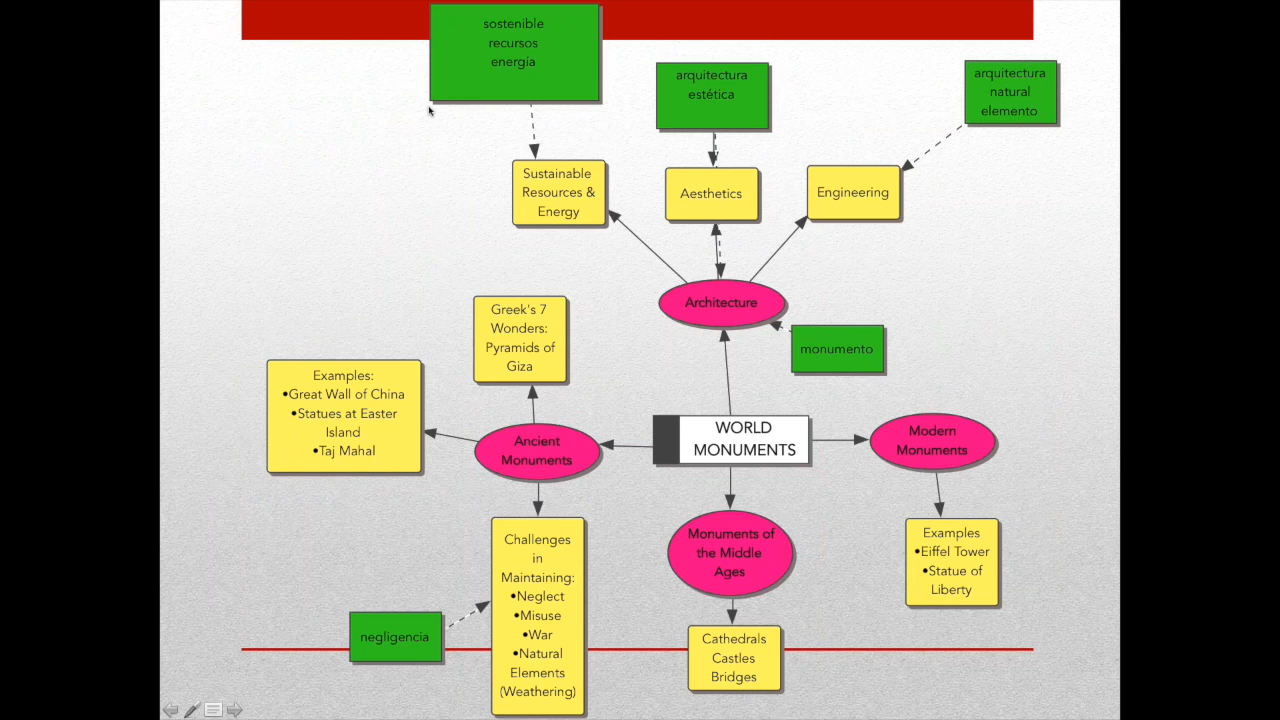 sostenible
recursos
energía
arquitectura
estética
arquitectura
natural
elemento
Sustainable
Resources &
Energy
Aesthetics
Engineering
Architecture
monumento
Greek's 7
Wonders:
Pyramids of
Giza
Examples:
•Great Wall of China
•Statues at Easter
Island
•Taj Mahal
Ancient
Monuments
WORLD
MONUMENTS
Modern
Monuments
Challenges
in
Maintaining:
•Neglect
•Misuse
•War
•Natural
Elements
(Weathering)
negligencia
Monuments of
the Middle
Ages
Cathedrals
Castles
Bridges
Examples
•Eiffel Tower
•Statue of
Liberty